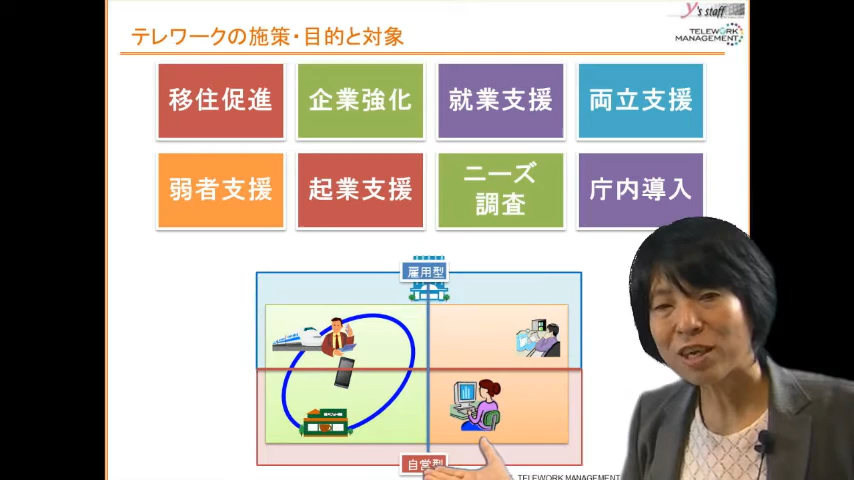 y's staff
テレワークの施策・目的と対象
TELEWORK
MANAGEMENT
移住促進
企業強化
就業支援
両立支援
弱者支援
起業支援
ニーズ
調査
庁内導入
雇用型
自営型
TELEWORK MANAGEMENT